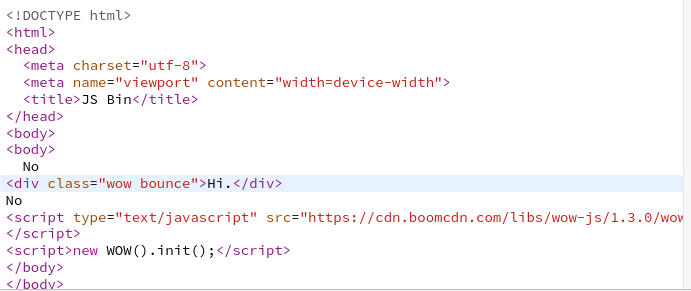 <!DOCTYPE html>
<html>
<head>
  <meta charset="utf-8">
  <meta name="viewport" content="width=device-width">
  <title>JS Bin</title>
</head>
<body>
<body>
  No
<div class="wow bounce">Hi.</div>
No
<script type="text/javascript" src="https://cdn.boomcdn.com/libs/wow-js/1.3.0/wow
</script>
<script>new WOW().init();</script>
</body>
</body>